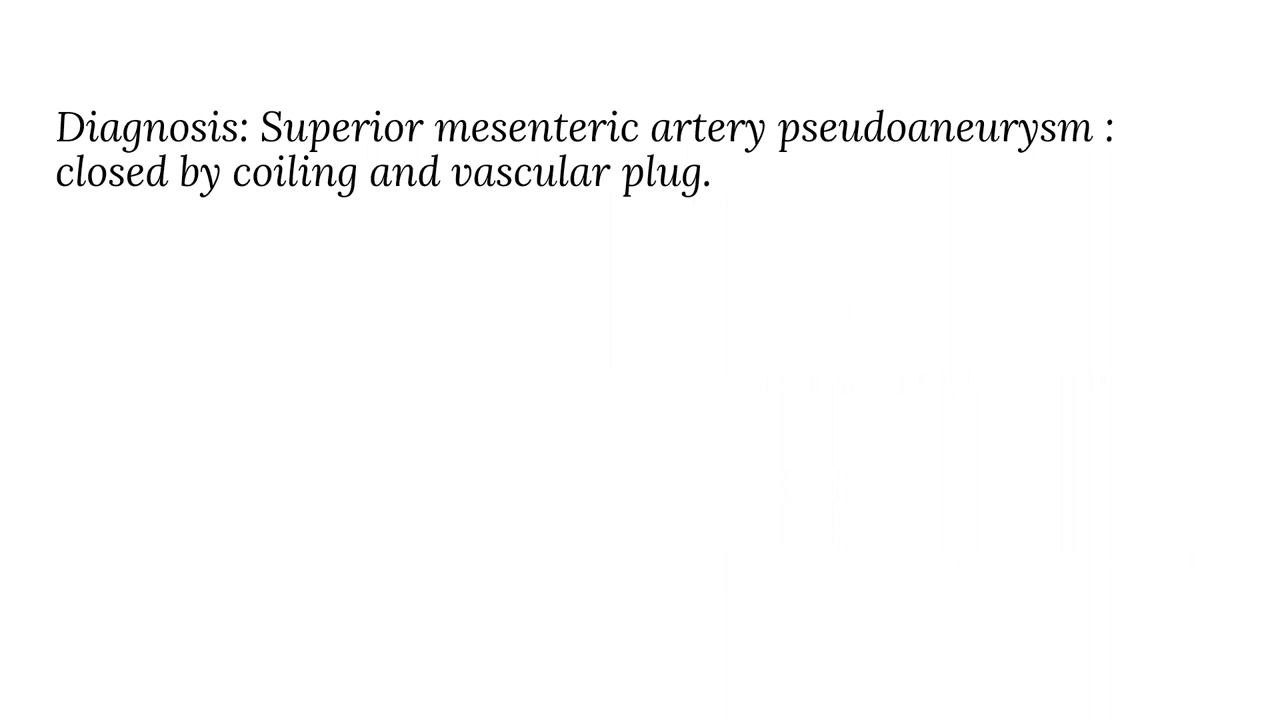 Diagnosis: Superior mesenteric artery pseudoaneurysm :
closed by coiling and vascular plug.